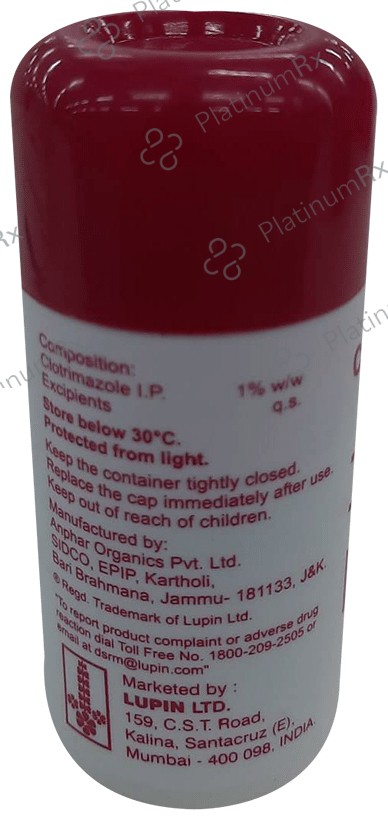 PlatinumRx
PlatinumRx
Composition:
Clotrimazole I.P. 1% w/w
Excipients q.s.
Store below 30°C.
Protected from light.
Keep the container tightly closed.
Replace the cap immediately after use.
Keep out of reach of children.
Manufactured by:
Anphar Organics Pvt. Ltd.
SIDCO, EPIP, Kartholi,
Bari Brahmana, Jammu- 181133, J&K.
® Regd. Trademark of Lupin Ltd.
"To report product complaint or adverse drug
reaction dial Toll Free No. 1800-209-2505 or
email at dsrm@lupin.com"
Marketed by :
LUPIN LTD.
159, C.S.T. Road,
Kalina, Santacruz (E),
Mumbai - 400 098. INDIA.